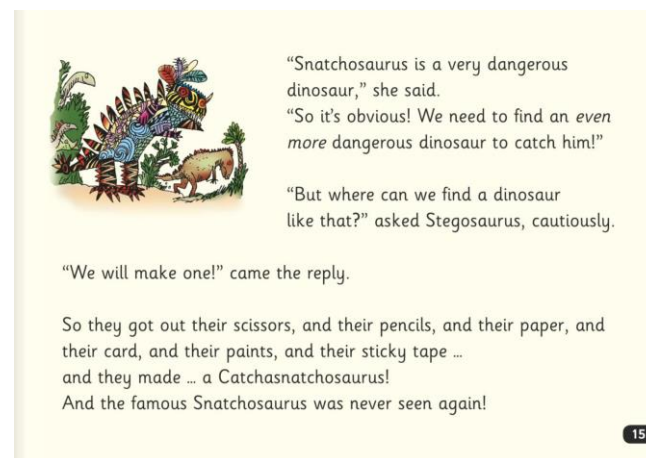 “Snatchosaurus is a very dangerous
dinosaur,” she said.
“So it’s obvious! We need to find an even
more dangerous dinosaur to catch him!”
“But where can we find a dinosaur
like that?” asked Stegosaurus, cautiously.
“We will make one!” came the reply.
So they got out their scissors, and their pencils, and their paper, and
their card, and their paints, and their sticky tape ...
and they made ... a Catchasnatchosaurus!
And the famous Snatchosaurus was never seen again!
15